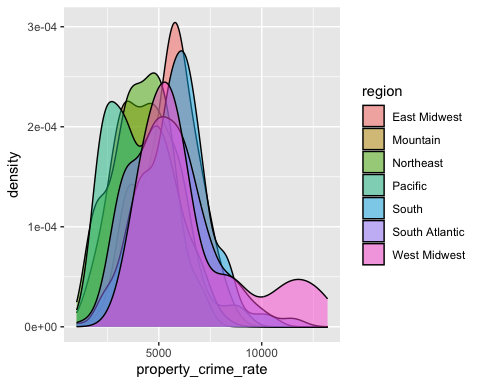 3e-04
2e-04
1e-04
0e+00
density
5000
10000
property_crime_rate
region
East Midwest
Mountain
Northeast
Pacific
South
South Atlantic
West Midwest